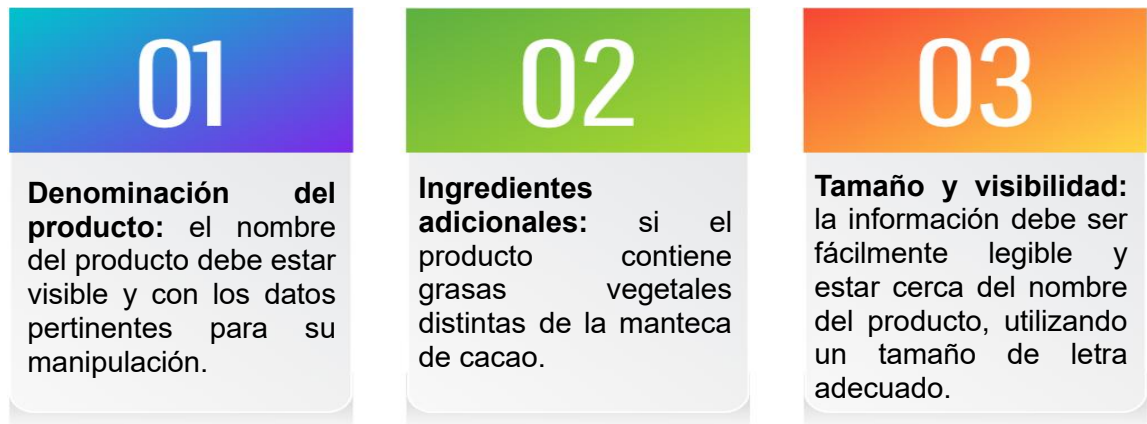 01
Denominación del
producto: el nombre
del producto debe estar
visible y con los datos
pertinentes para su
manipulación.
02
Ingredientes
adicionales: si el
producto contiene
grasas vegetales
distintas de la manteca
de cacao.
03
Tamaño y visibilidad:
la información debe ser
fácilmente legible y
estar cerca del nombre
del producto, utilizando
un tamaño de letra
adecuado.